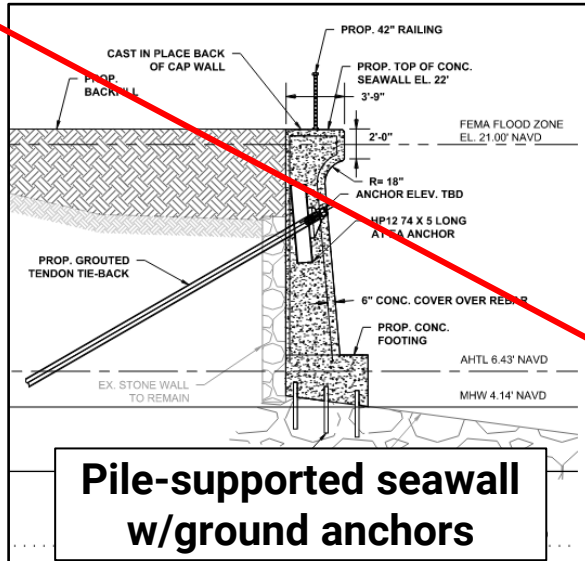 PROP. 42" RAILING
CAST IN PLACE BACK
OF CAP WALL
PROP. TOP OF CONC.
SEAWALL EL. 22'
PROP.
BACKFILL
3'-9"
2'-0"
FEMA FLOOD ZONE
EL. 21.00' NAVD
R= 18"
ANCHOR ELEV. TBD
HP12 74 X 5 LONG
AT EA ANCHOR
PROP. GROUTED
TENDON TIE-BACK
6" CONC. COVER OVER REBAR
PROP. CONC.
FOOTING
AHTL 6.43' NAVD
EX. STONE WALL
TO REMAIN
MHW 4.14' NAVD
Pile-supported seawall
w/ground anchors